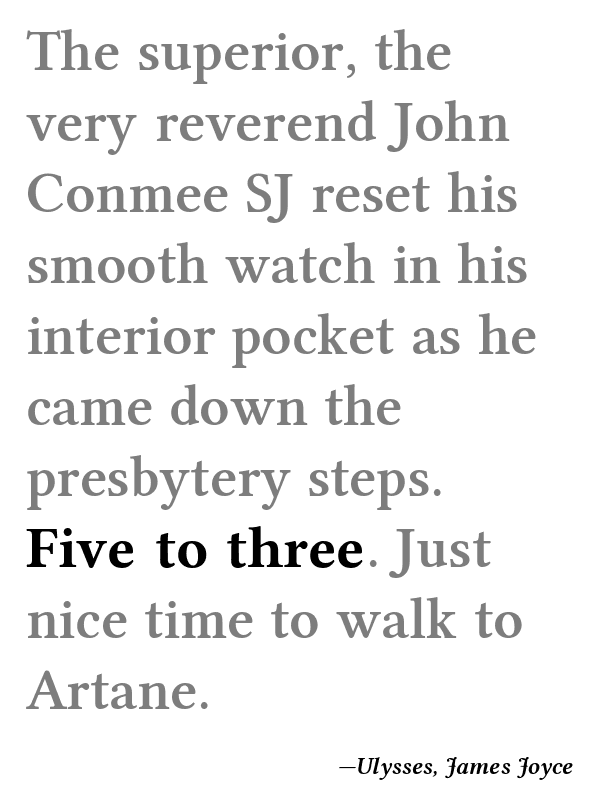 The superior, the
very reverend John
Conmee SJ reset his
smooth watch in his
interior pocket as he
came down the
presbytery steps.
Five to three. Just
nice time to walk to
Artane.
—Ulysses, James Joyce